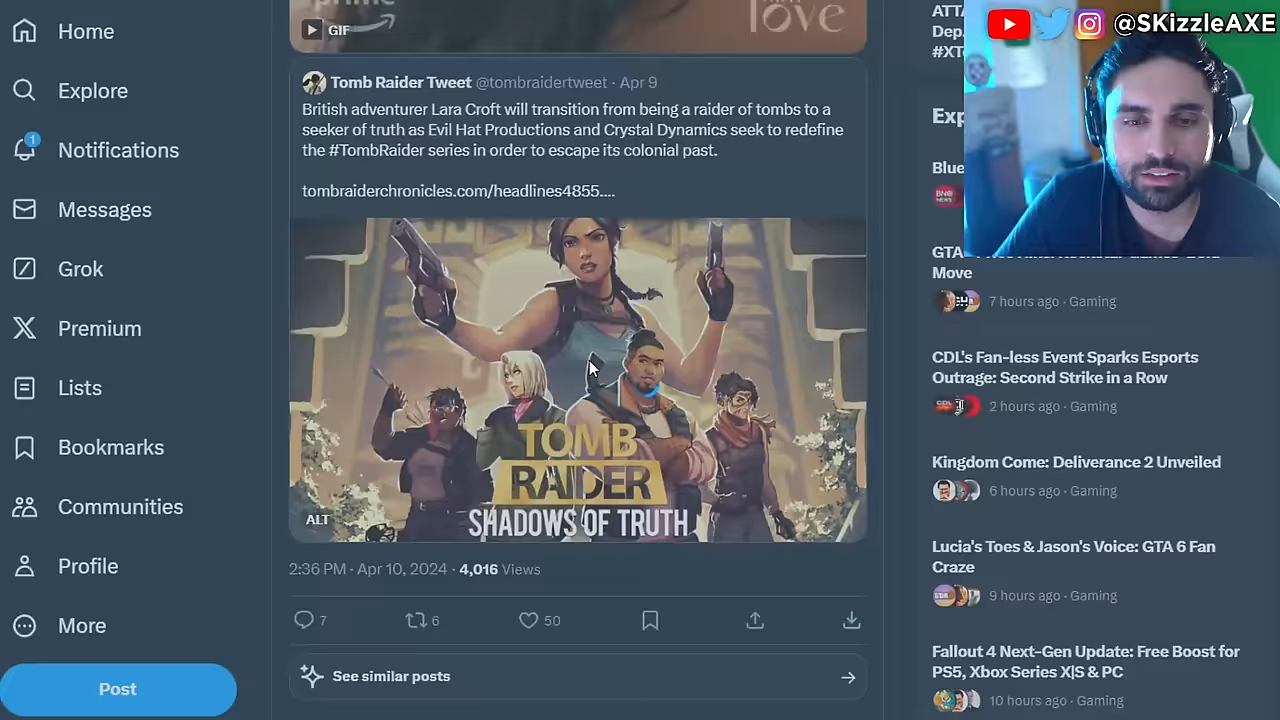 Home
Explore
1
Notifications
Messages
Grok
Premium
Lists
Bookmarks
Communities
Profile
More
Post
prime
love
GIF
Tomb Raider Tweet @tombraidertweet · Apr 9
British adventurer Lara Croft will transition from being a raider of tombs to a
seeker of truth as Evil Hat Productions and Crystal Dynamics seek to redefine
the #TombRaider series in order to escape its colonial past.
tombraiderchronicles.com/headlines4855....
TOMB
RAIDER
SHADOWS OF TRUTH
ALT
2:36 PM · Apr 10, 2024 · 4,016 Views
7
6
50
See similar posts
@SKizzleAXE
ATTA
Dep.
#XT
Exp
Blue
BNO
NEWS
GTA
Move
7 hours ago · Gaming
CDL's Fan-less Event Sparks Esports
Outrage: Second Strike in a Row
2 hours ago · Gaming
Kingdom Come: Deliverance 2 Unveiled
6 hours ago · Gaming
Lucia's Toes & Jason's Voice: GTA 6 Fan
Craze
9 hours ago · Gaming
Fallout 4 Next-Gen Update: Free Boost for
PS5, Xbox Series X|S & PC
10 hours ago · Gaming